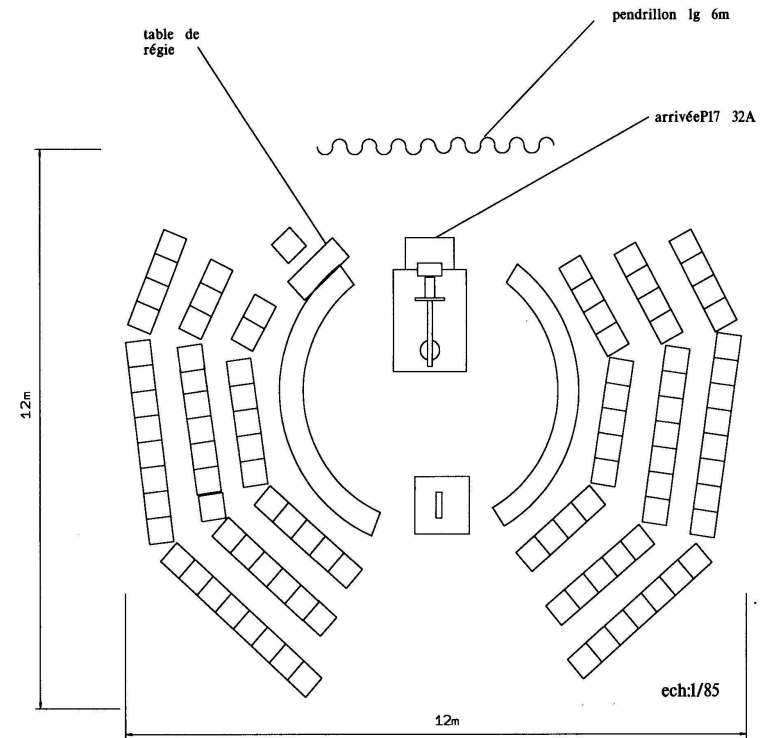 pendrillon lg 6m
table de
régie
arrivéeP17 32A
12m
ech:1/85
12m